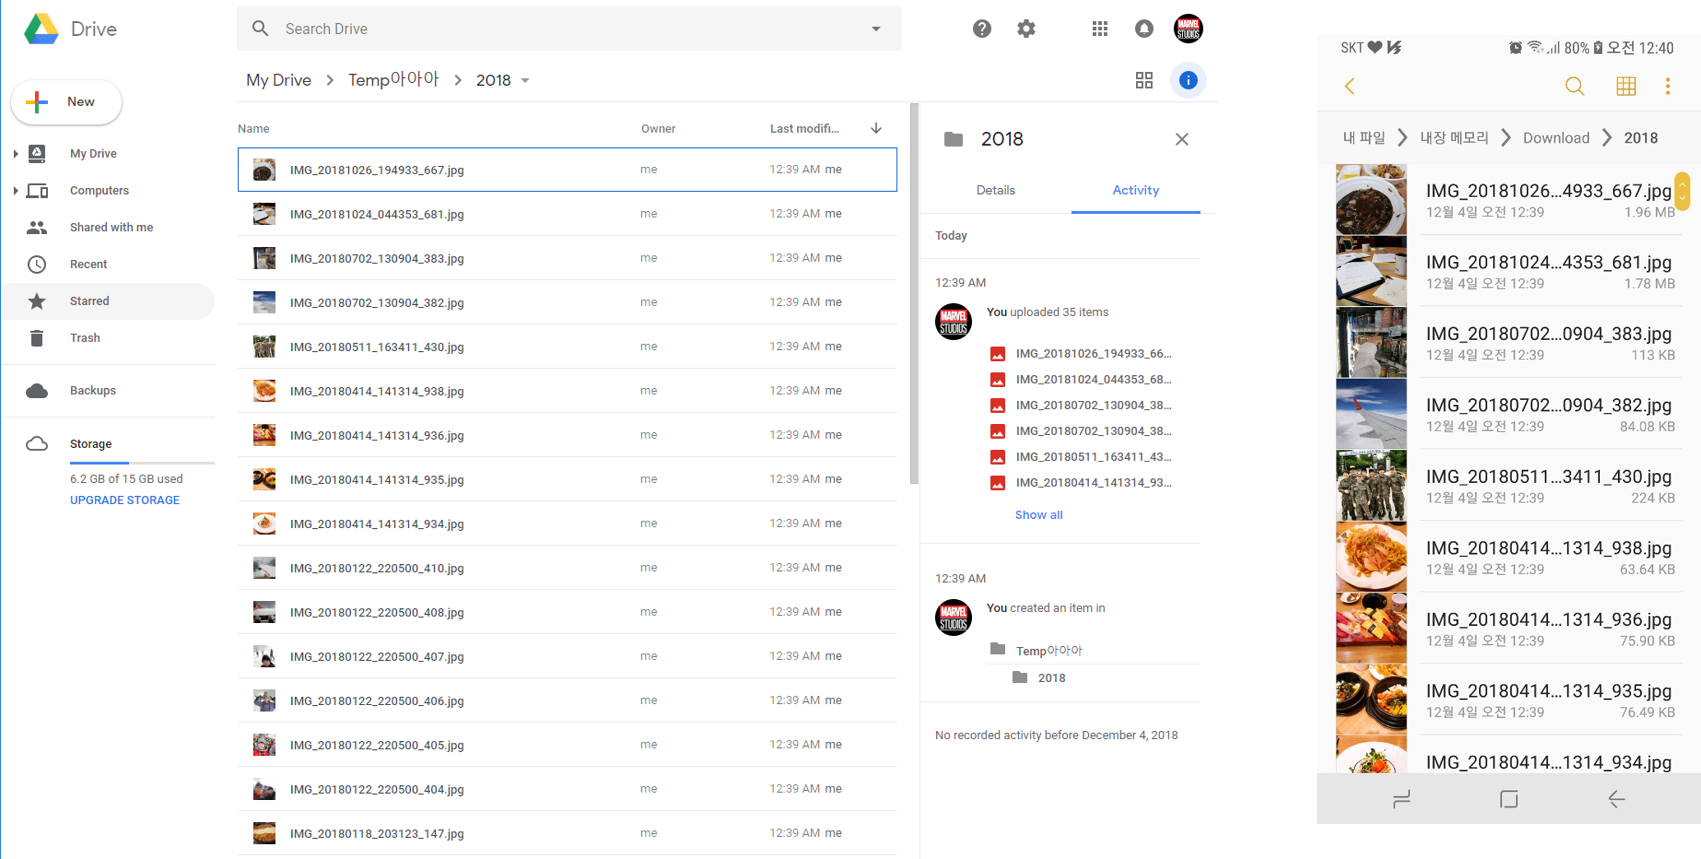 Drive
Search Drive
MARVEL
STUDIOS
New
My Drive
Computers
Shared with me
Recent
Starred
Trash
Backups
Storage
6.2 GB of 15 GB used
UPGRADE STORAGE
My Drive > Temp아아아 > 2018
Name Owner Last modifi...
IMG_20181026_194933_667.jpg me 12:39 AM me
IMG_20181024_044353_681.jpg me 12:39 AM me
IMG_20180702_130904_383.jpg me 12:39 AM me
IMG_20180702_130904_382.jpg me 12:39 AM me
IMG_20180511_163411_430.jpg me 12:39 AM me
IMG_20180414_141314_938.jpg me 12:39 AM me
IMG_20180414_141314_936.jpg me 12:39 AM me
IMG_20180414_141314_935.jpg me 12:39 AM me
IMG_20180414_141314_934.jpg me 12:39 AM me
IMG_20180122_220500_410.jpg me 12:39 AM me
IMG_20180122_220500_408.jpg me 12:39 AM me
IMG_20180122_220500_407.jpg me 12:39 AM me
IMG_20180122_220500_406.jpg me 12:39 AM me
IMG_20180122_220500_405.jpg me 12:39 AM me
IMG_20180122_220500_404.jpg me 12:39 AM me
IMG_20180118_203123_147.jpg me 12:39 AM me
2018
Details Activity
Today
12:39 AM
MARVEL
STUDIOS
You uploaded 35 items
IMG_20181026_194933_66...
IMG_20181024_044353_68...
IMG_20180702_130904_38...
IMG_20180702_130904_38...
IMG_20180511_163411_43...
IMG_20180414_141314_93...
Show all
12:39 AM
MARVEL
STUDIOS
You created an item in
Temp아아아
2018
No recorded activity before December 4, 2018
SKT 80% 오전 12:40
내 파일 > 내장 메모리 > Download > 2018
IMG_20181026...4933_667.jpg
12월 4일 오전 12:39 1.96 MB
IMG_20181024...4353_681.jpg
12월 4일 오전 12:39 1.78 MB
IMG_20180702...0904_383.jpg
12월 4일 오전 12:39 113 KB
IMG_20180702...0904_382.jpg
12월 4일 오전 12:39 84.08 KB
IMG_20180511...3411_430.jpg
12월 4일 오전 12:39 224 KB
IMG_20180414...1314_938.jpg
12월 4일 오전 12:39 63.64 KB
IMG_20180414...1314_936.jpg
12월 4일 오전 12:39 75.90 KB
IMG_20180414...1314_935.jpg
12월 4일 오전 12:39 76.49 KB
IMG_20180414...1314_934.jpg